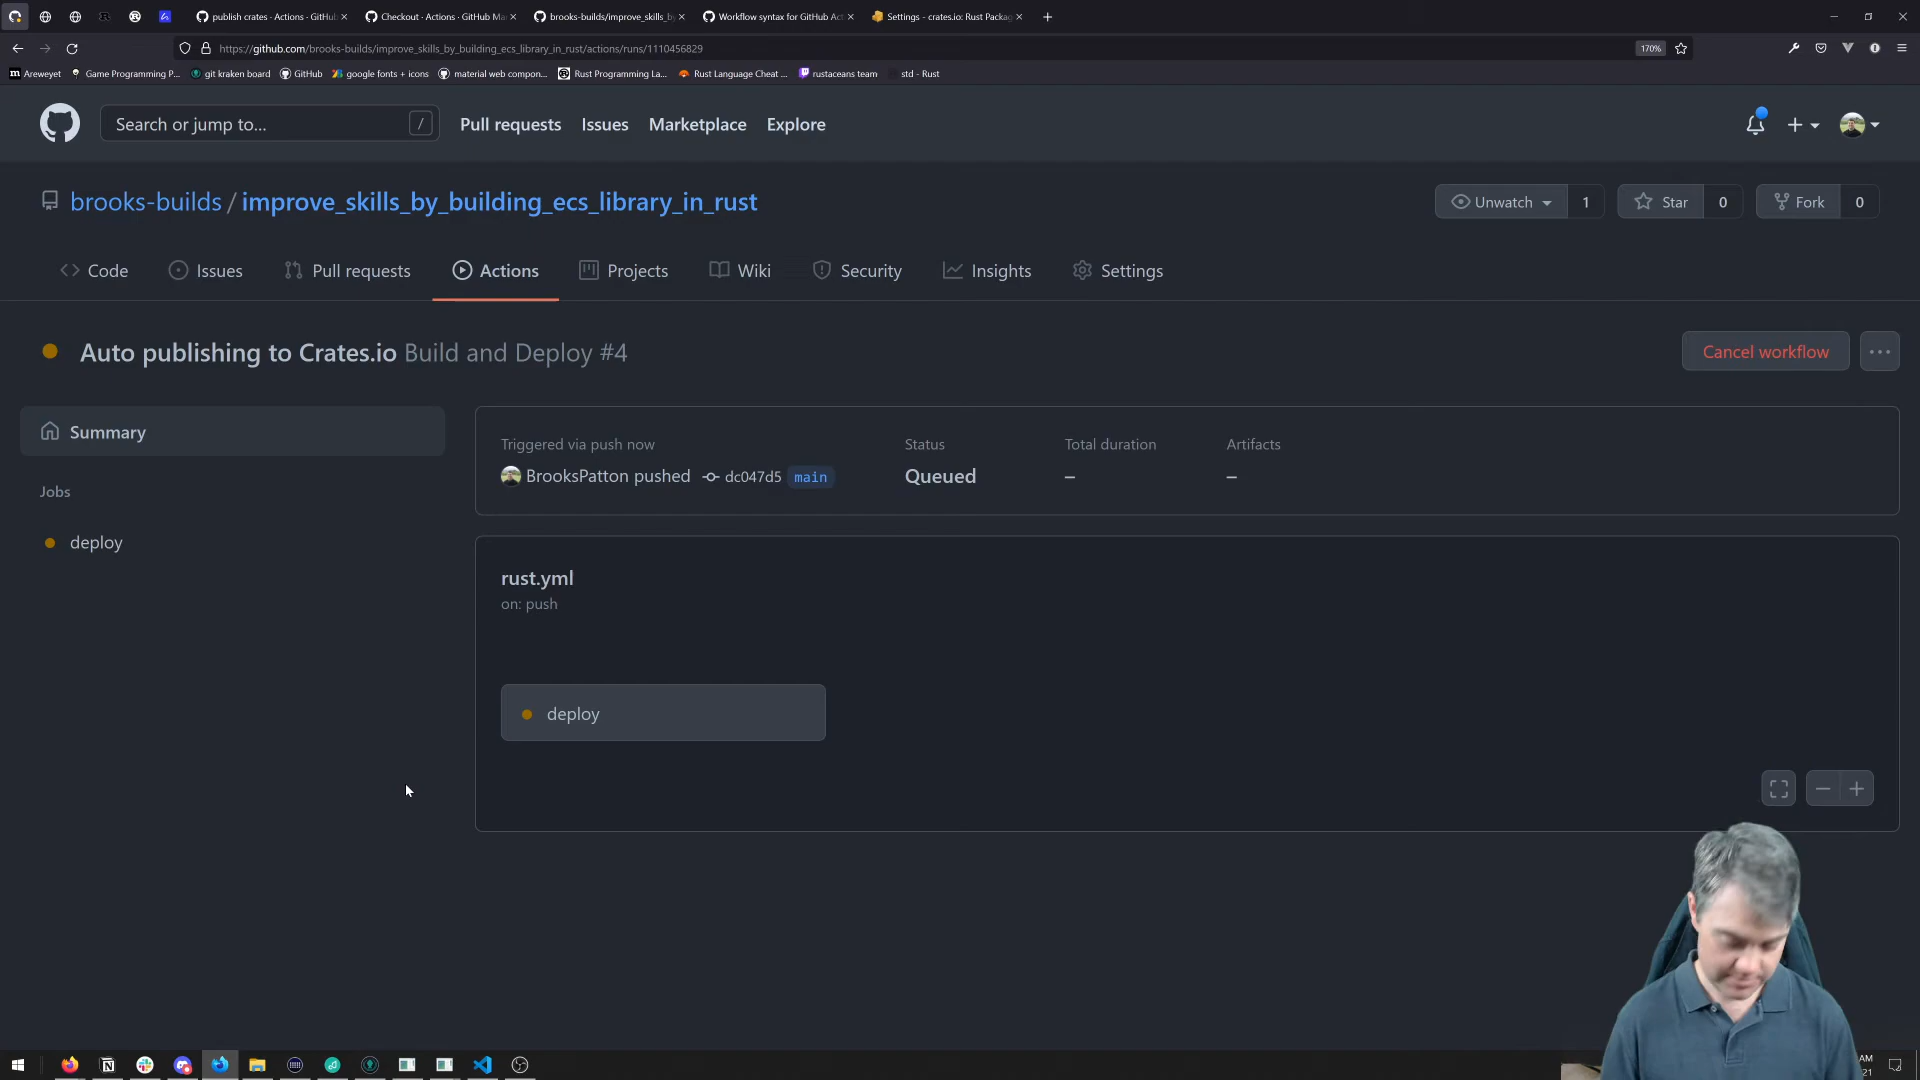 publish crates · Actions · GitHub
Checkout · Actions · GitHub Ma
brooks-builds/improve_skills_by
Workflow syntax for GitHub Ac
Settings - crates.io: Rust Packag
https://github.com/brooks-builds/improve_skills_by_building_ecs_library_in_rust/actions/runs/1110456829
170%
Areweyet
Game Programming P...
git kraken board
GitHub
google fonts + icons
material web compon...
Rust Programming La...
Rust Language Cheat ...
rustaceans team
std - Rust
Search or jump to...
/
Pull requests
Issues
Marketplace
Explore
brooks-builds / improve_skills_by_building_ecs_library_in_rust
Unwatch
1
Star
0
Fork
0
Code
Issues
Pull requests
Actions
Projects
Wiki
Security
Insights
Settings
Auto publishing to Crates.io Build and Deploy #4
Cancel workflow
Summary
Triggered via push now
Status
Total duration
Artifacts
BrooksPatton pushed
dc047d5
main
Queued
–
–
Jobs
deploy
rust.yml
on: push
deploy
AM
21